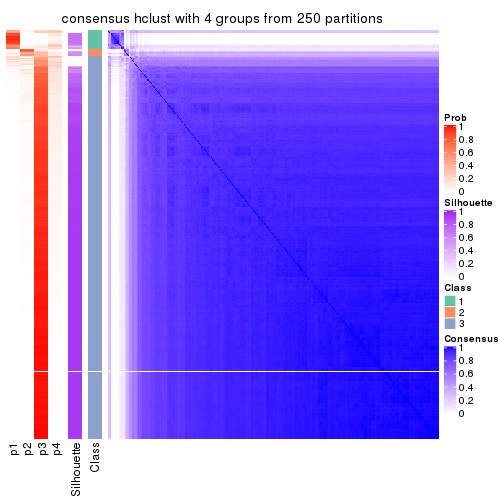 consensus hclust with 4 groups from 250 partitions
Prob
1
0.8
0.6
0.4
0.2
0
Silhouette
1
0.8
0.6
0.4
0.2
0
Class
1
2
3
Consensus
1
0.8
0.6
0.4
0.2
0
p1
p2
p3
p4
Silhouette
Class